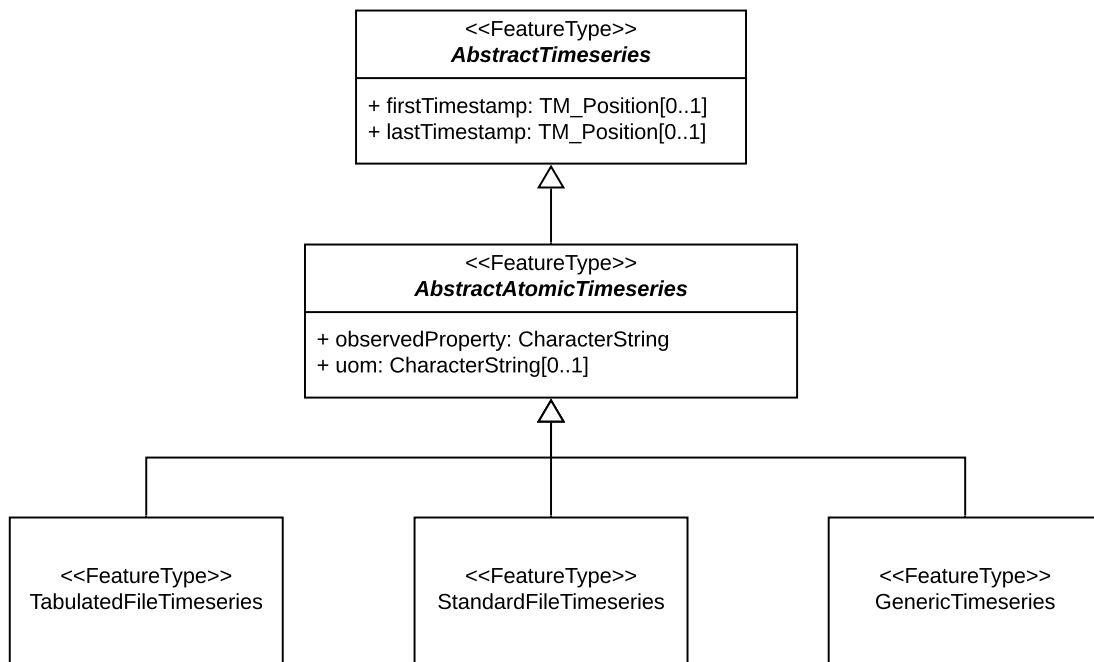 <<FeatureType>>
AbstractTimeseries
+ firstTimestamp: TM_Position[0..1]
+ lastTimestamp: TM_Position[0..1]
<<FeatureType>>
AbstractAtomicTimeseries
+ observedProperty: CharacterString
+ uom: CharacterString[0..1]
<<FeatureType>>
TabulatedFileTimeseries
<<FeatureType>>
StandardFileTimeseries
<<FeatureType>>
GenericTimeseries